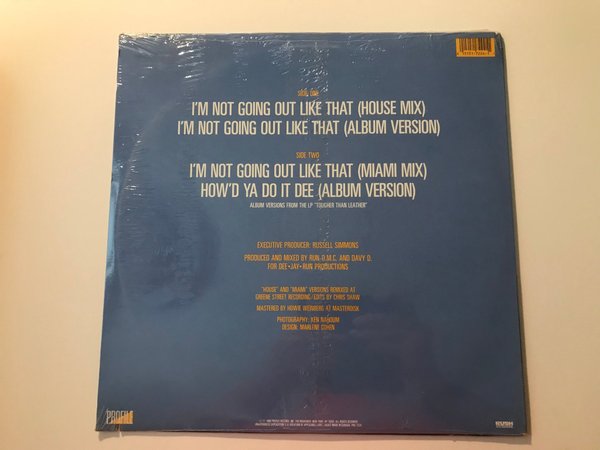 SIDE ONE
I'M NOT GOING OUT LIKE THAT (HOUSE MIX)
I'M NOT GOING OUT LIKE THAT (ALBUM VERSION)
SIDE TWO
I'M NOT GOING OUT LIKE THAT (MIAMI MIX)
HOW'D YA DO IT DEE (ALBUM VERSION)
ALBUM VERSIONS FROM THE LP "TOUGHER THAN LEATHER"
EXECUTIVE PRODUCER: RUSSELL SIMMONS
PRODUCED AND MIXED BY RUN-D.M.C. AND DAVY D.
FOR DEE•JAY•RUN PRODUCTIONS
"HOUSE" AND "MIAMI" VERSIONS REMIXED AT
GREENE STREET RECORDING/EDITS BY CHRIS SHAW
MASTERED BY HOWIE WEINBERG AT MASTERDISK
PHOTOGRAPHY: KEN NAHOUM
DESIGN: MARLENE COHEN
PROFILE
RUSH